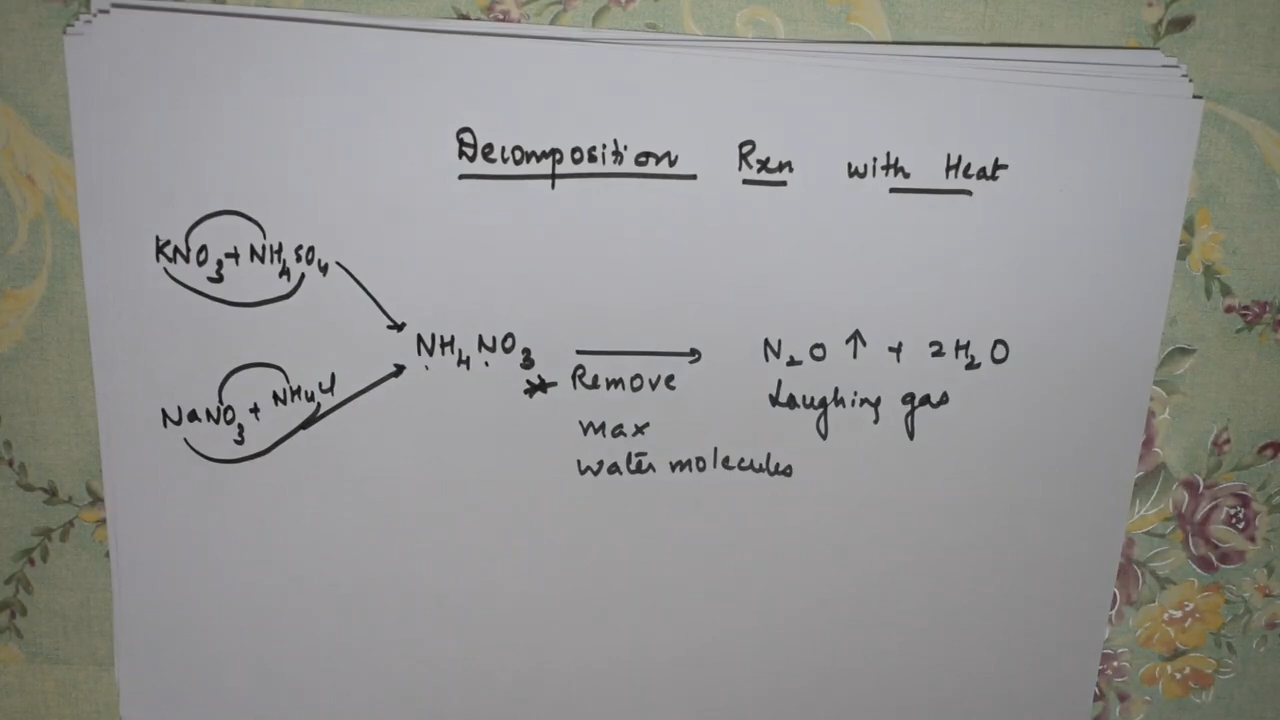 Decomposition Rxn with Heat
KNO3 + NH4SO4
NH4NO3 → N2O ↑ + 2H2O
NaNO3 + NH4Cl
* Remove
Laughing gas
max
water molecules